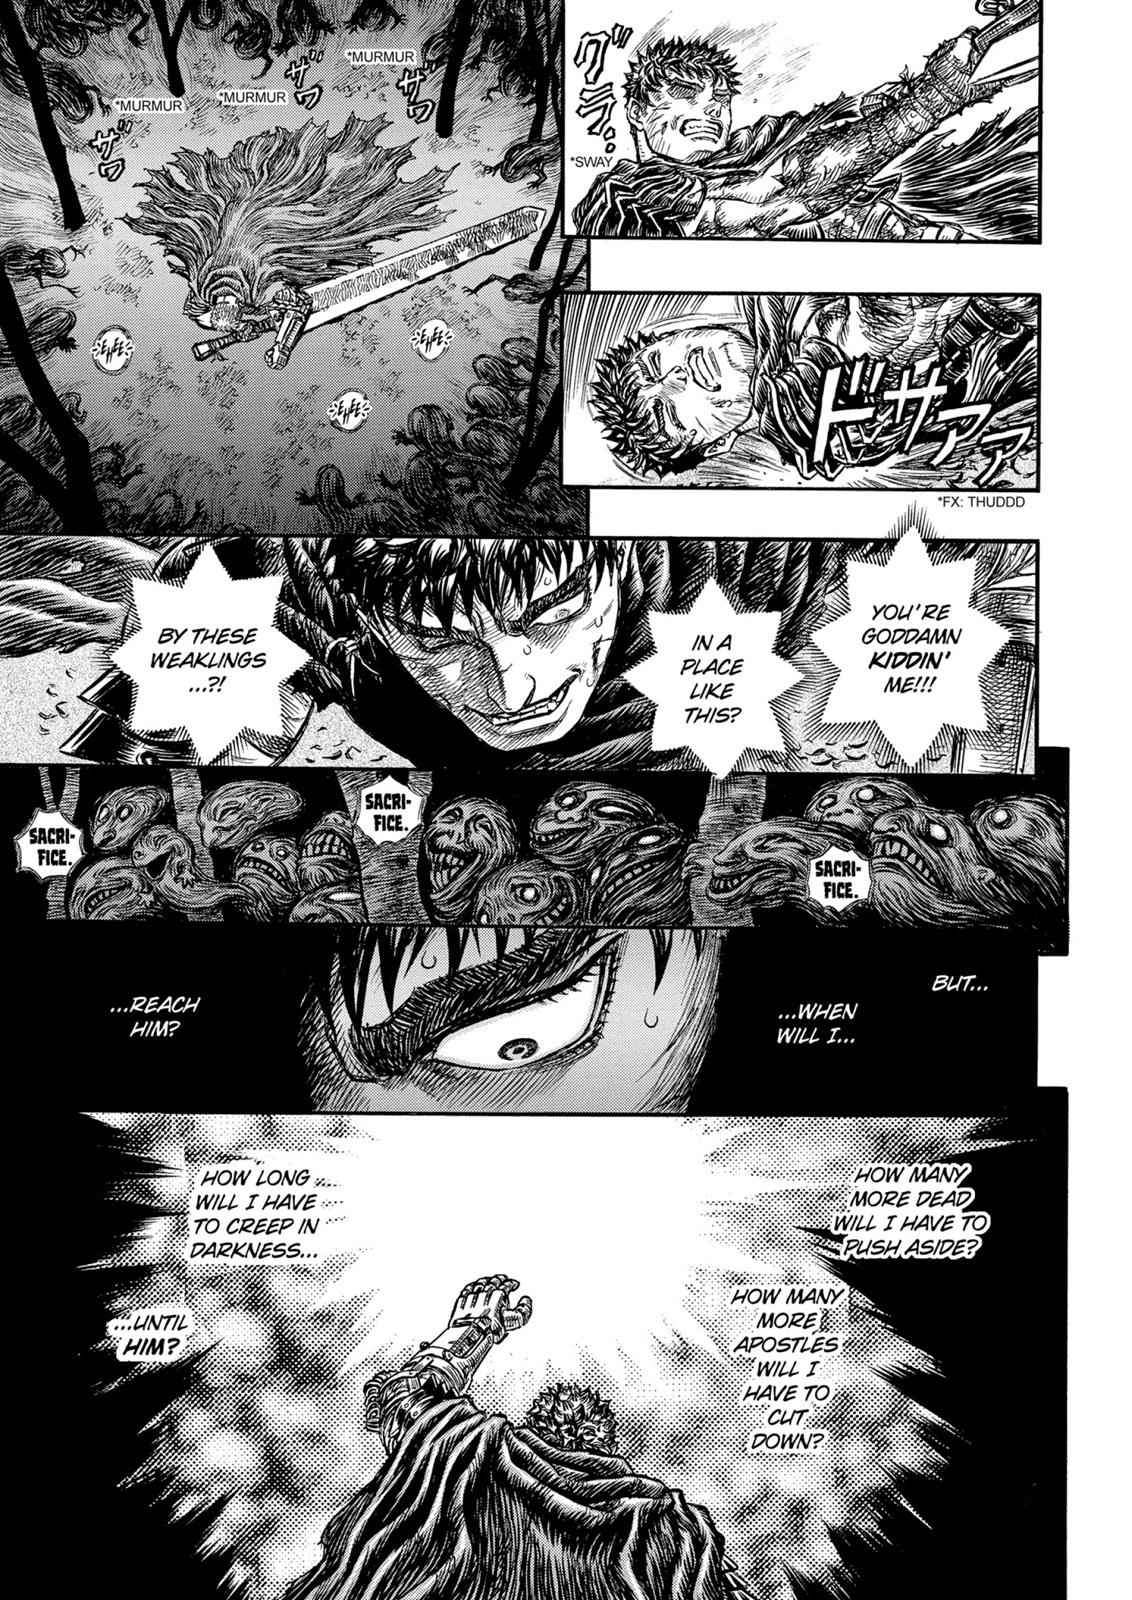 グラ。
*SWAY
ドサァァ
*FX: THUDDD
*MURMUR
ザワ
*MURMUR
ザワ
*MURMUR
ザワ
EHEE
EHEE
EHEE
YOU'RE
GODDAMN
KIDDIN'
ME!!!
IN A
PLACE
LIKE
THIS?
BY THESE
WEAKLINGS
...?!
SACRI-
FICE.
SACRI-
FICE.
SACRI-
FICE.
BUT...
...WHEN
WILL I...
...REACH
HIM?
HOW MANY
MORE DEAD
WILL I HAVE TO
PUSH ASIDE?
HOW MANY
MORE
APOSTLES
WILL I
HAVE TO
CUT
DOWN?
HOW LONG
WILL I HAVE
TO CREEP IN
DARKNESS...
...UNTIL
HIM?